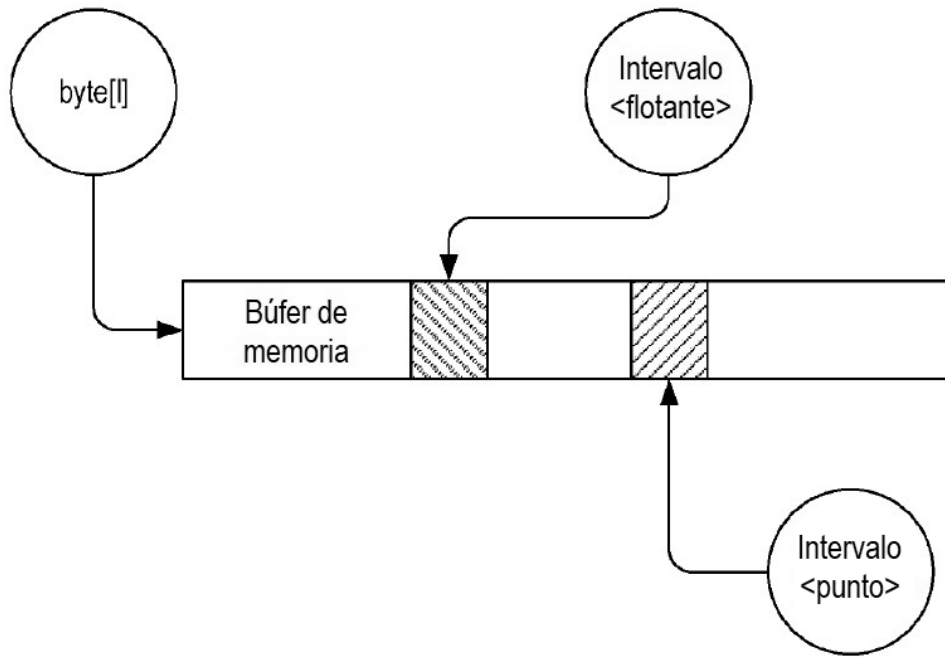 byte[l]
Intervalo
<flotante>
Búfer de
memoria
Intervalo
<punto>